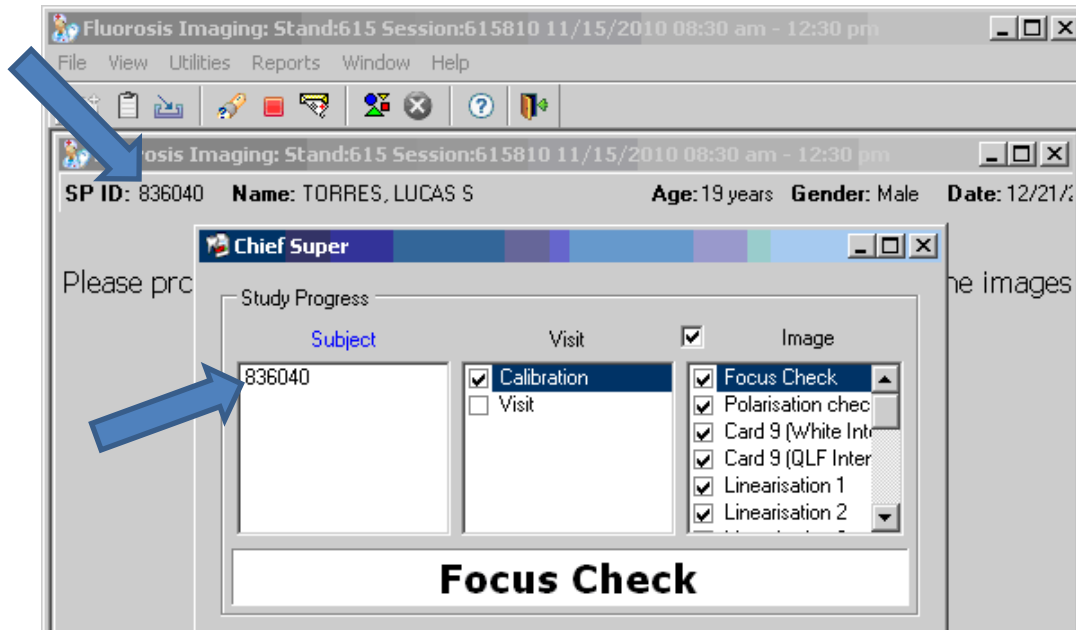 Fluorosis Imaging: Stand:615 Session:615810 11/15/2010 08:30 am - 12:30 pm
File View Utilities Reports Window Help
Imaging: Stand:615 Session:615810 11/15/2010 08:30 am - 12:30 pm
SP ID: 836040 Name: TORRES, LUCAS S Age: 19 years Gender: Male Date: 12/21/
Chief Super
Please he images
Study Progress
Subject Visit Image
836040 Calibration Focus Check
Visit Polarisation chec
Card 9 (White Inte
Card 9 (QLF Inter
Linearisation 1
Linearisation 2
Focus Check